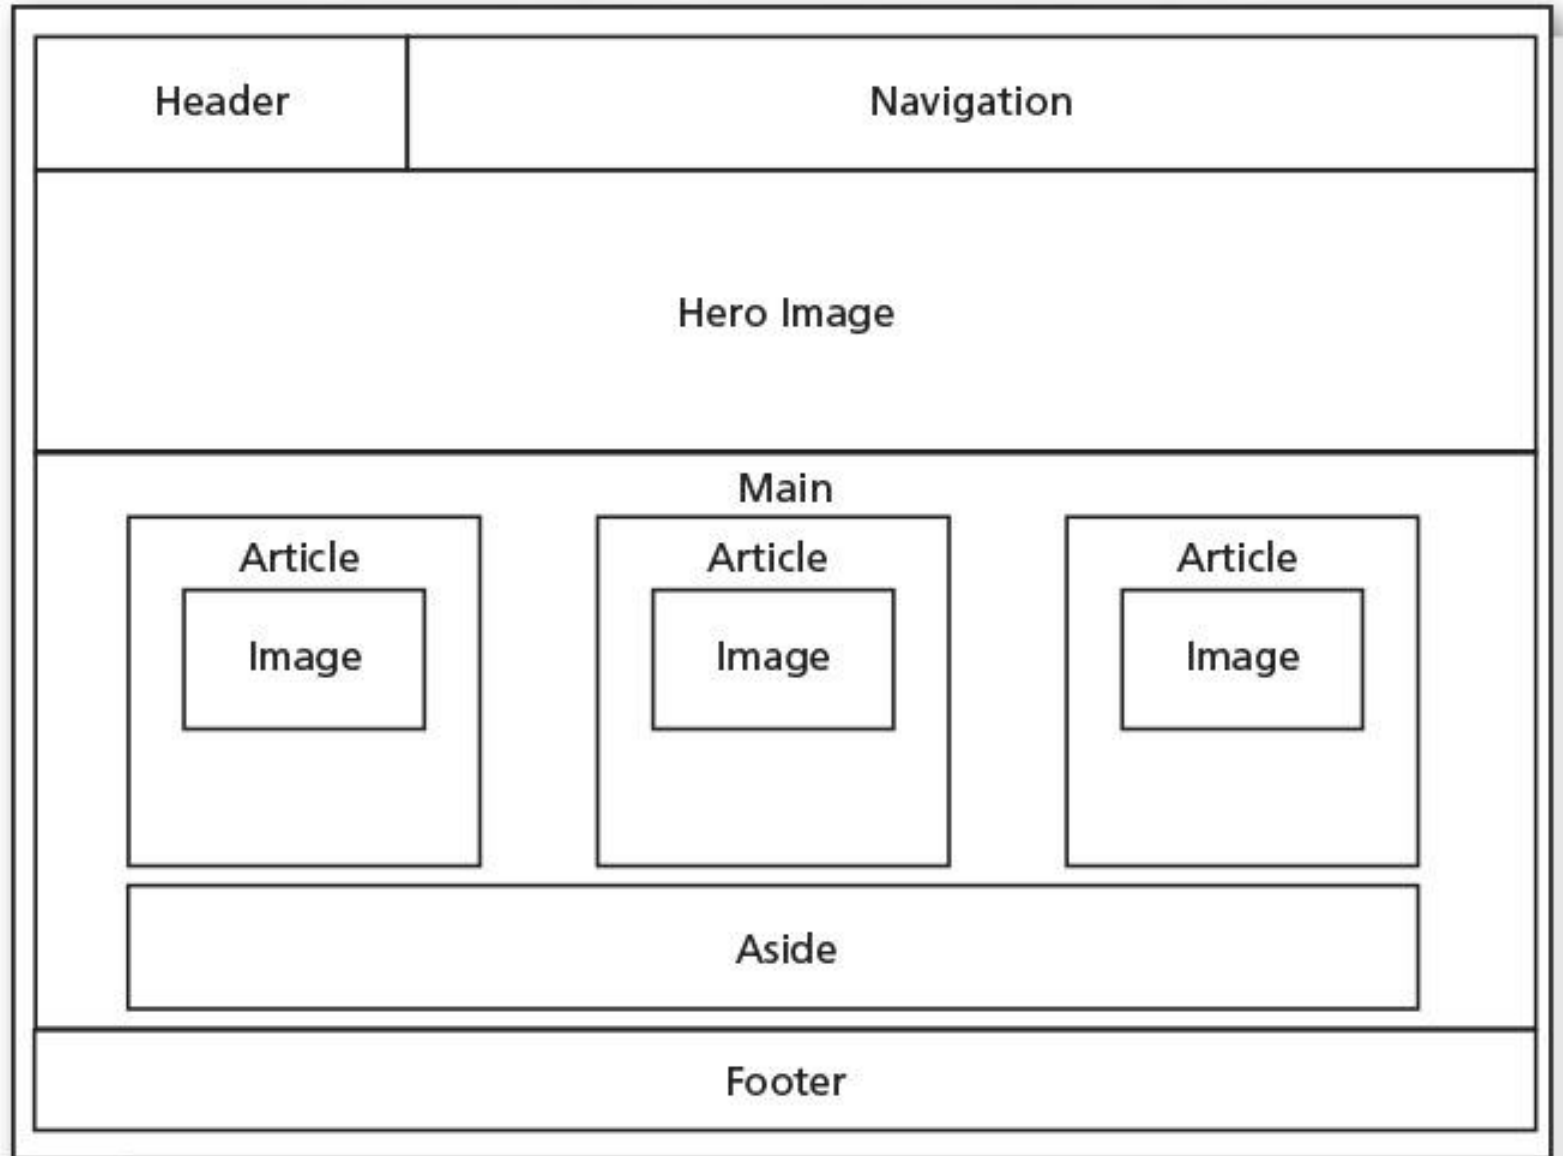 Header
Navigation
Hero Image
Main
Article
Article
Article
Image
Image
Image
Aside
Footer